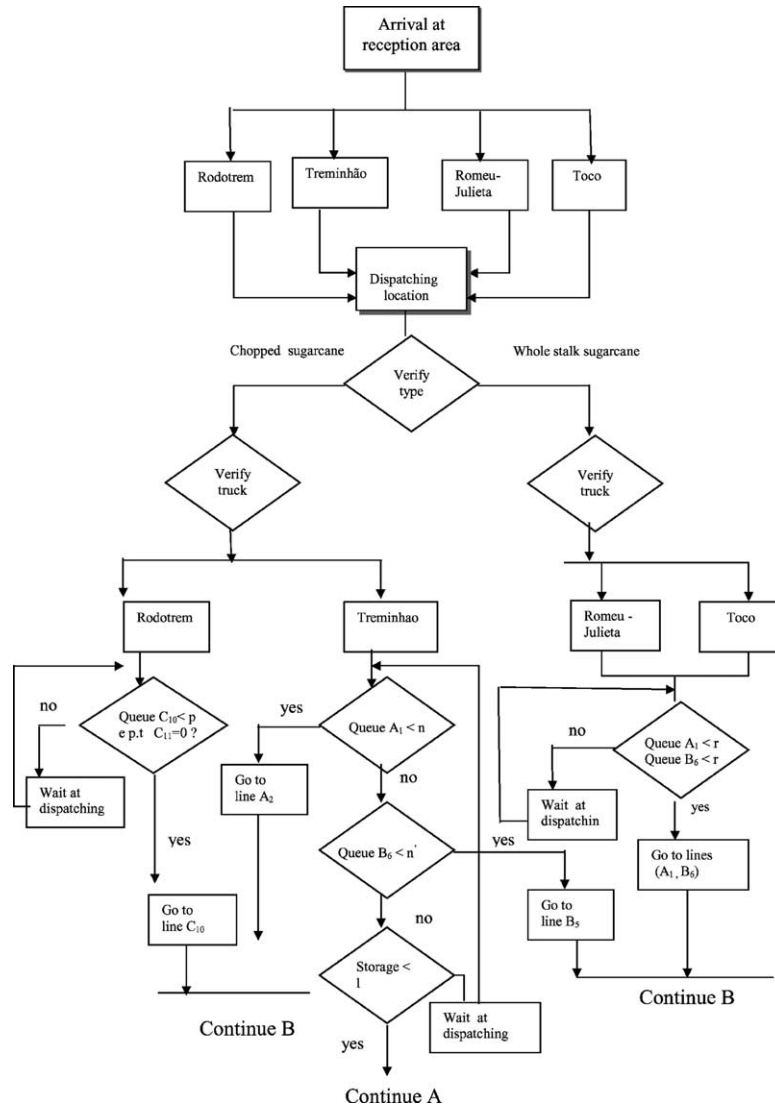 Arrival at
reception area
Rodotrem
Treminhão
Romeu-
Julieta
Toco
Dispatching
location
Chopped sugarcane
Whole stalk sugarcane
Verify
type
Verify
truck
Verify
truck
Rodotrem
Treminhao
Romeu -
Julieta
Toco
no
Queue C₁₀< p
e p.t C₁₁=0 ?
yes
Queue A₁ < n
no
Queue A₁ < r
Queue B₆ < r
Wait at
dispatching
Go to
line A₂
no
Wait at
dispatchin
yes
yes
Queue B₆ < n'
yes
Go to lines
(A₁, B₆)
Go to
line C₁₀
no
Go to
line B₅
Storage <
l
Continue B
Wait at
dispatching
Continue B
yes
Continue A